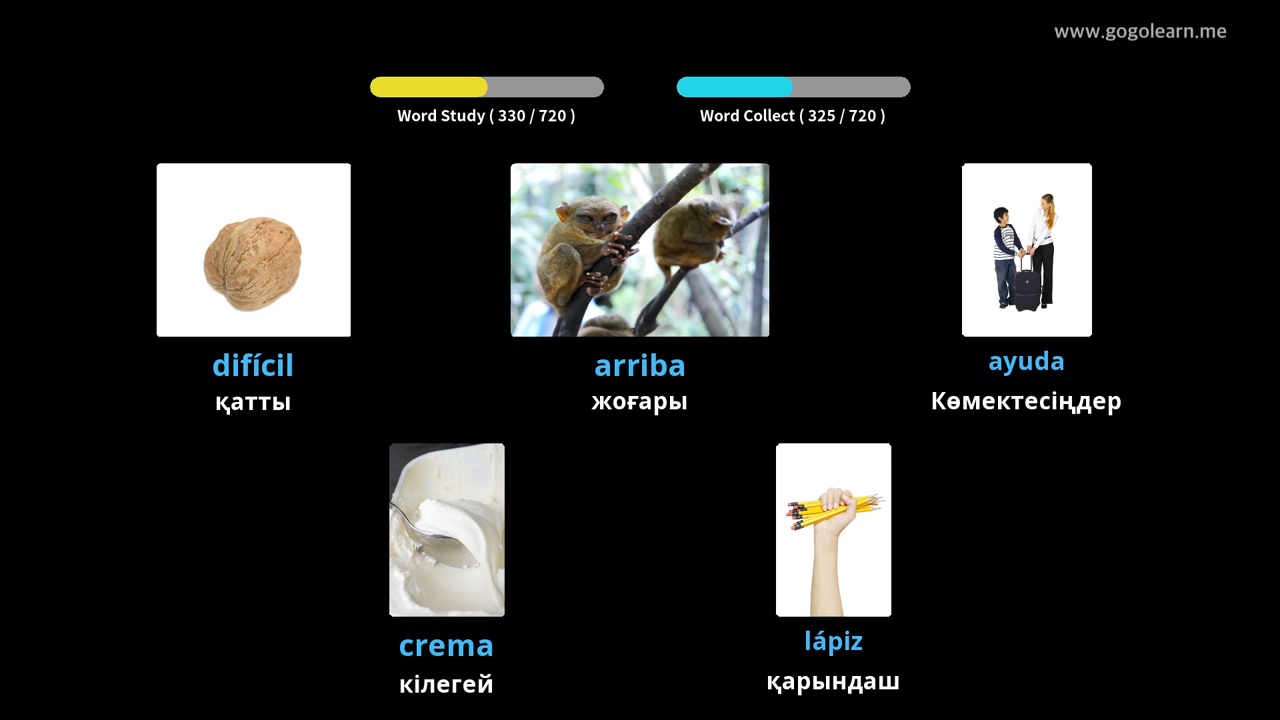 www.gogolearn.me
Word Study ( 330 / 720 )
Word Collect ( 325 / 720 )
difícil
қатты
arriba
жоғары
ayuda
Көмектесіңдер
crema
кілегей
lápiz
қарындаш